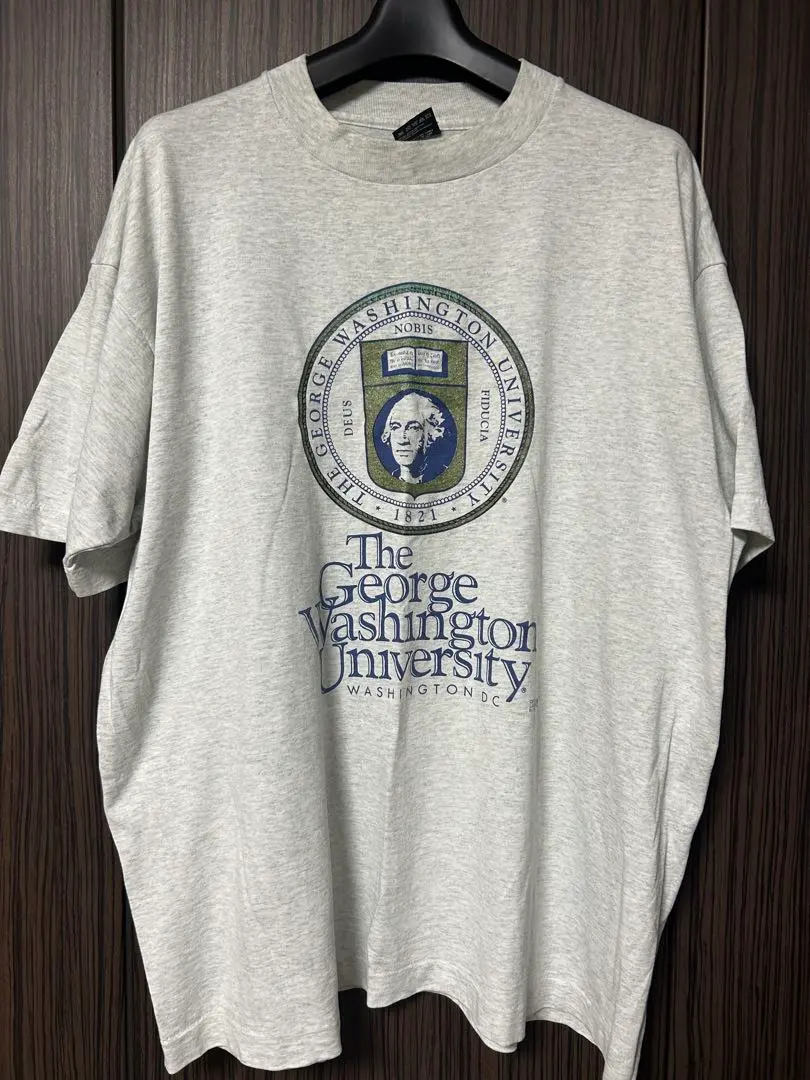 THE GEORGE WASHINGTON UNIVERSITY
NOBIS
DEUS
FIDUCIA
® 
* 1821 *
The
George
Washington
University®
WASHINGTON DC